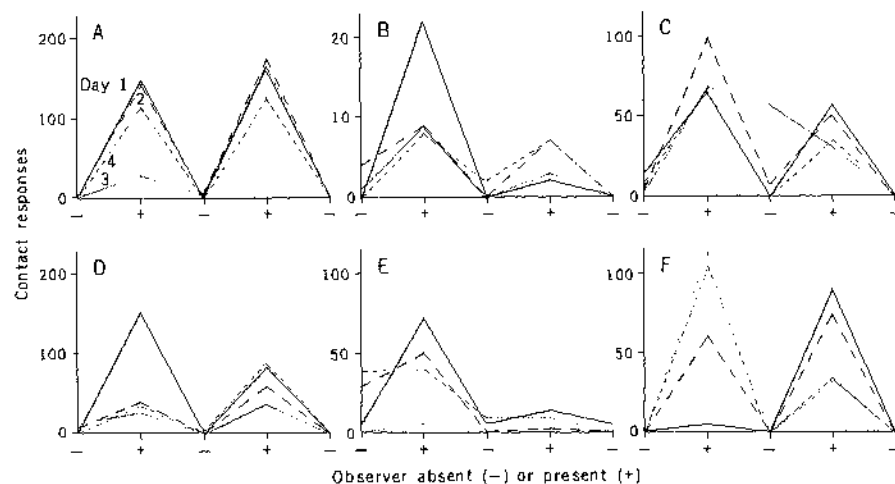 A
B
C
200
20
100
Day 1
2
100
10
50
4
3
0
0
0
− + − + −
− + − + −
− + − + −
Contact responses
D
E
F
200
100
100
100
50
50
0
0
0
− + − + −
− + − + −
− + − + −
Observer absent (−) or present (+)